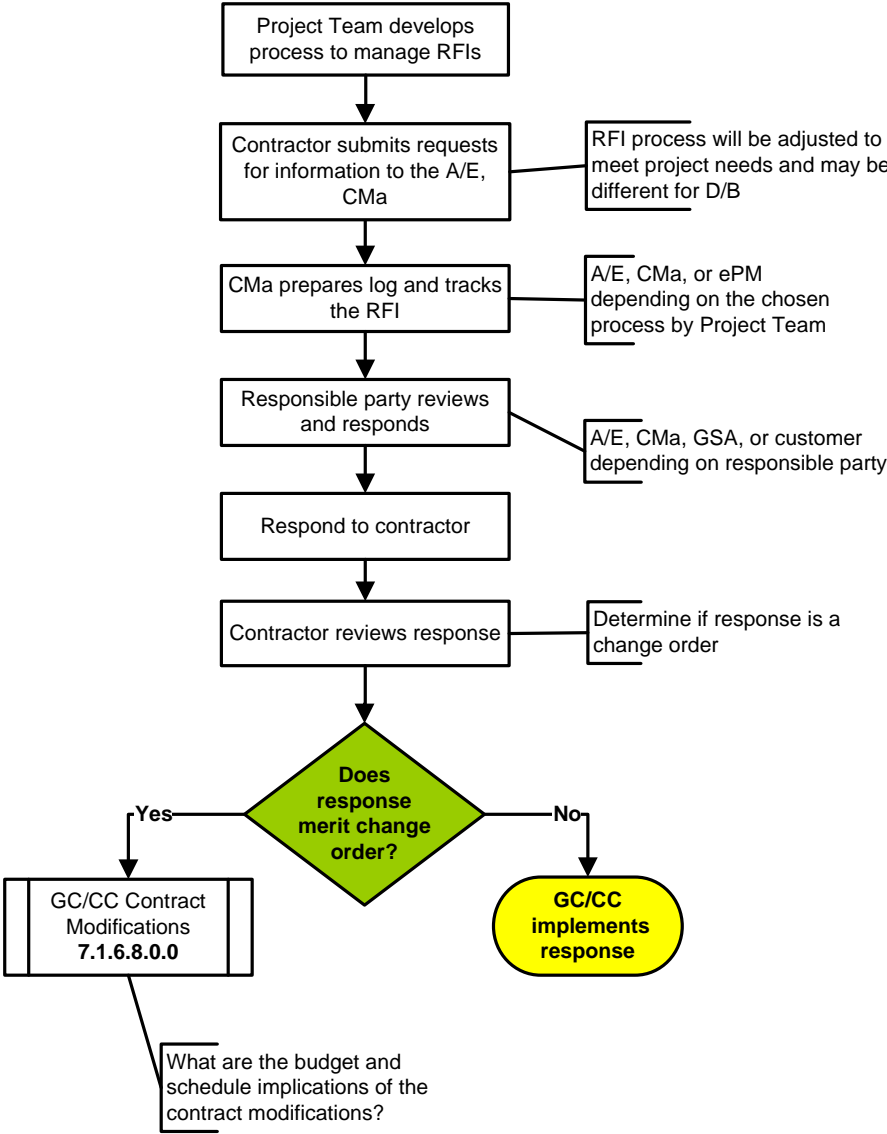 Project Team develops
process to manage RFIs
Contractor submits requests
for information to the A/E,
CMa
RFI process will be adjusted to
meet project needs and may be
different for D/B
CMa prepares log and tracks
the RFI
A/E, CMa, or ePM
depending on the chosen
process by Project Team
Responsible party reviews
and responds
A/E, CMa, GSA, or customer
depending on responsible party
Respond to contractor
Contractor reviews response
Determine if response is a
change order
Does
response
merit change
order?
Yes
No
GC/CC Contract
Modifications
7.1.6.8.0.0
GC/CC
implements
response
What are the budget and
schedule implications of the
contract modifications?